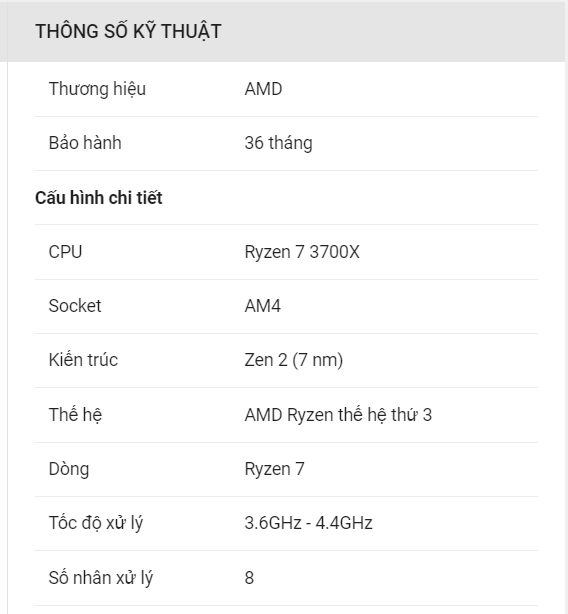 THÔNG SỐ KỸ THUẬT
Thương hiệu AMD
Bảo hành 36 tháng
Cấu hình chi tiết
CPU Ryzen 7 3700X
Socket AM4
Kiến trúc Zen 2 (7 nm)
Thế hệ AMD Ryzen thế hệ thứ 3
Dòng Ryzen 7
Tốc độ xử lý 3.6GHz - 4.4GHz
Số nhân xử lý 8